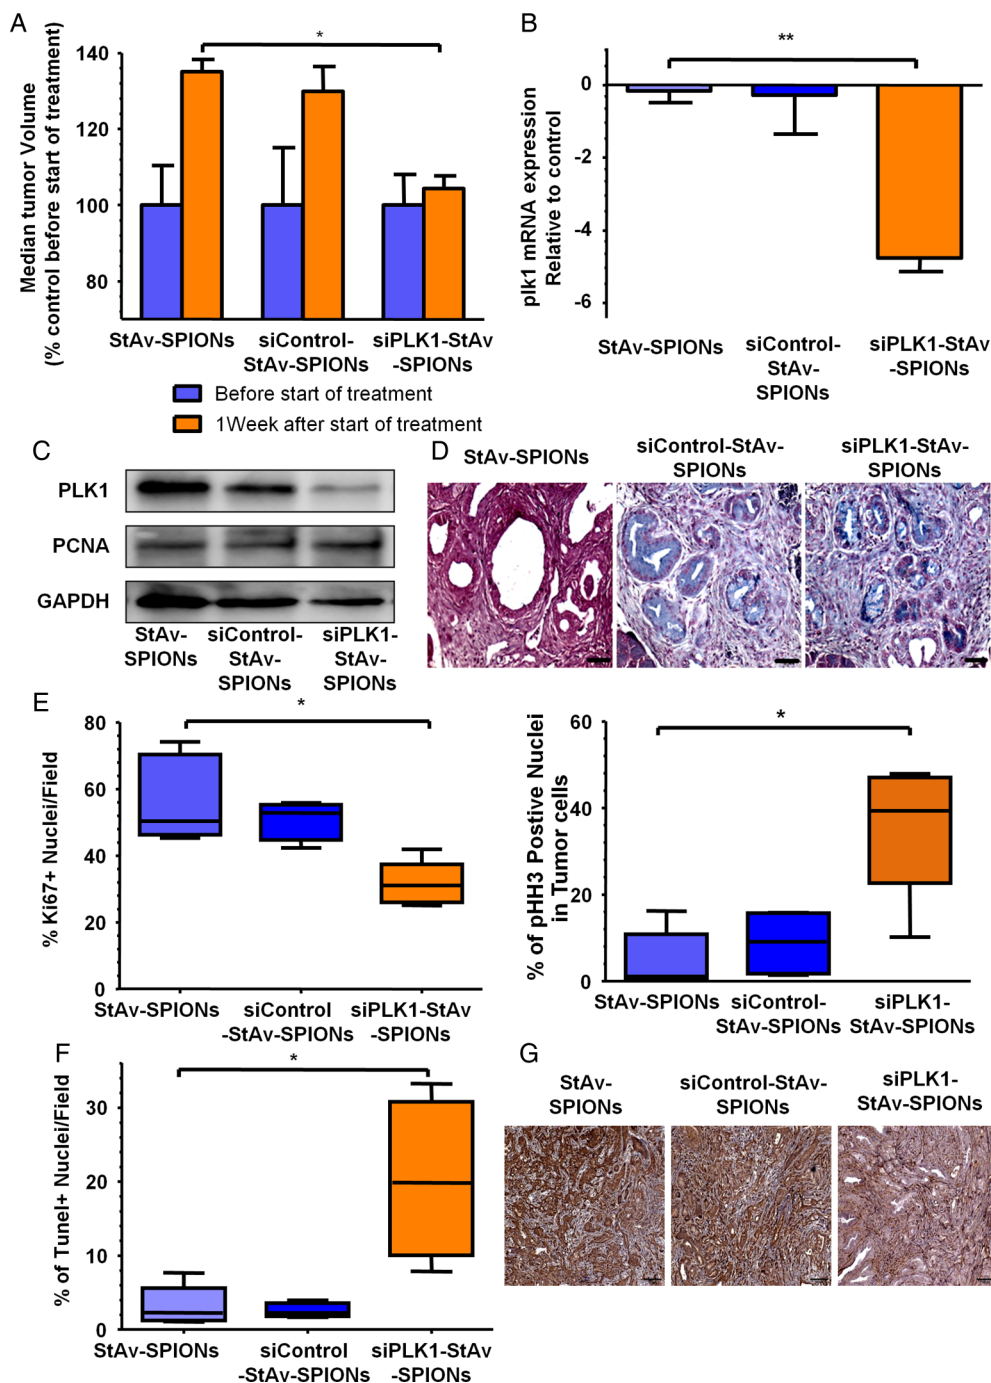 A
*
Median tumor Volume
(% control before start of treatment)
140
120
100
80
StAv-SPIONs
siControl-
StAv-SPIONs
siPLK1-StAv
-SPIONs
Before start of treatment
1Week after start of treatment
B
**
plk1 mRNA expression
Relative to control
0
-2
-4
-6
StAv-SPIONs
siControl-
StAv-
SPIONs
siPLK1-StAv
-SPIONs
C
PLK1
PCNA
GAPDH
StAv-
SPIONs
siControl-
StAv-
SPIONs
siPLK1-
StAv-
SPIONs
D
StAv-SPIONs
siControl-StAv-
SPIONs
siPLK1-StAv-
SPIONs
E
*
% Ki67+ Nuclei/Field
80
60
40
20
0
StAv-SPIONs
siControl
-StAv-SPIONs
siPLK1-StAv
-SPIONs
*
% of pHH3 Postive Nuclei
in Tumor cells
60
40
20
0
StAv-SPIONs
siControl-
StAv-SPIONs
siPLK1-
StAv-SPIONs
F
*
% of Tunel+ Nuclei/Field
30
20
10
0
StAv-SPIONs
siControl
-StAv-SPIONs
siPLK1-StAv
-SPIONs
G
StAv-
SPIONs
siControl-StAv-
SPIONs
siPLK1-
StAv-SPIONs